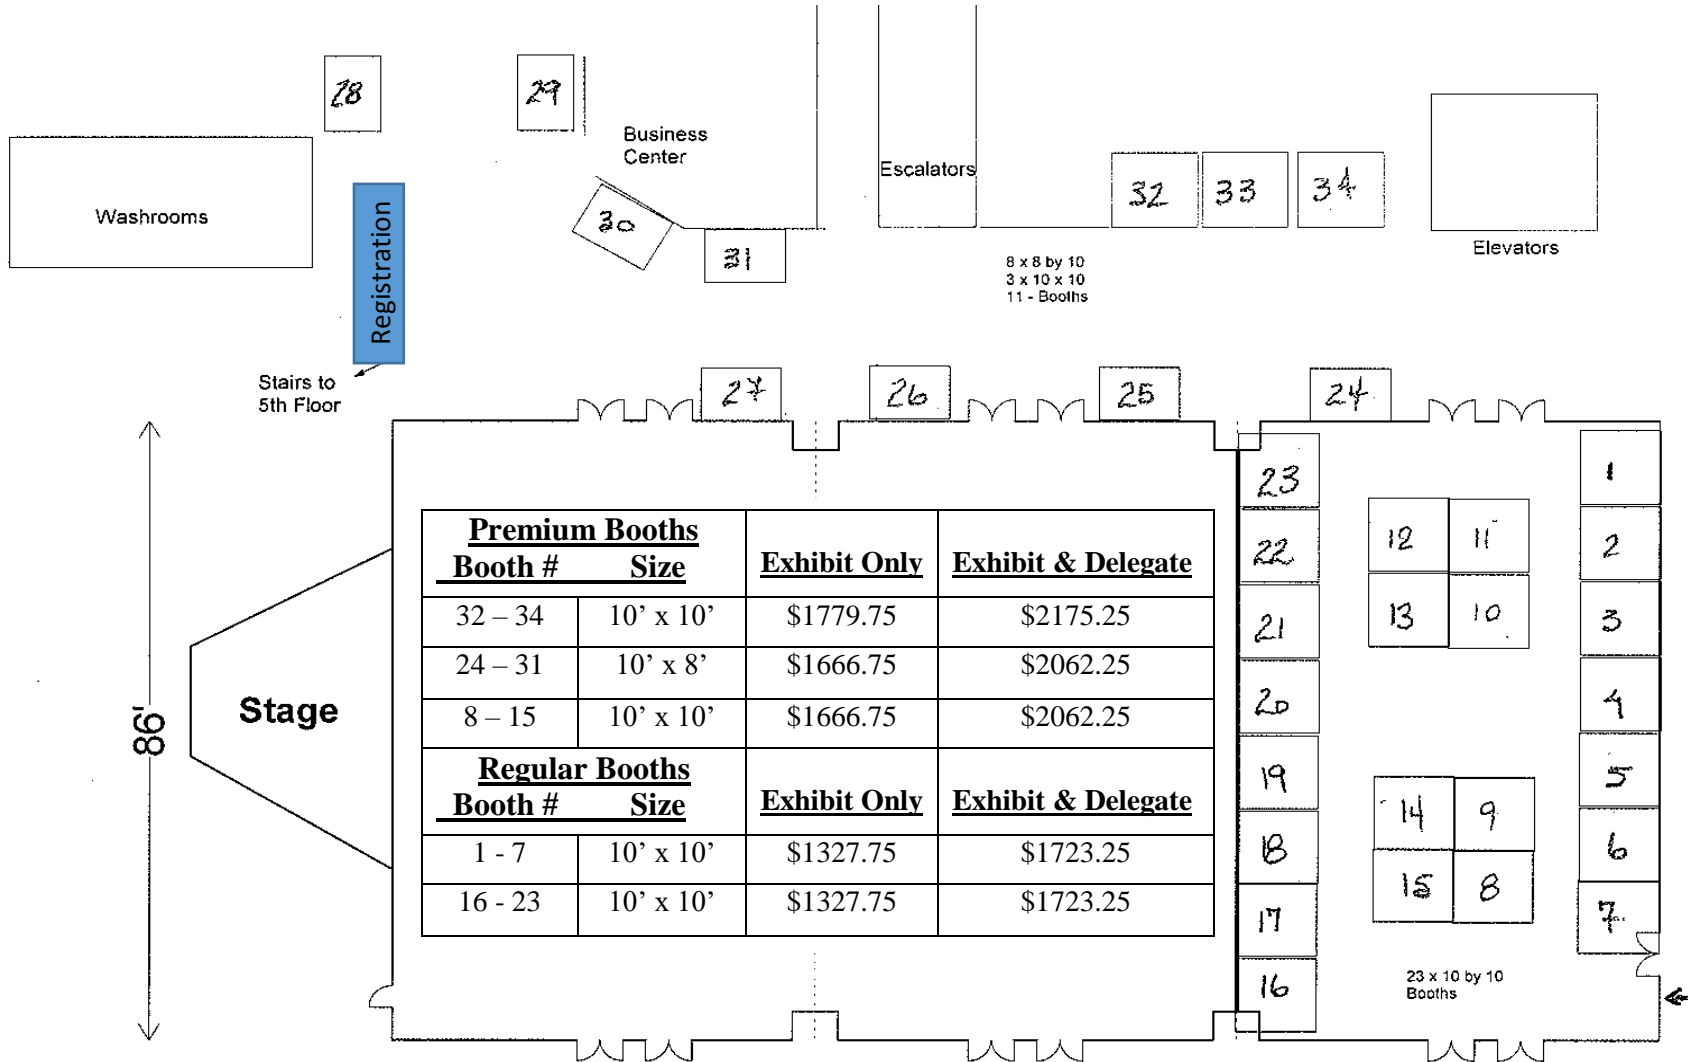 28
29
Business
Center
Escalators
32
33
34
Washrooms
Registration
30
31
Elevators
8 x 8 by 10
3 x 10 x 10
11 - Booths
Stairs to
5th Floor
27
26
25
24
86'
Stage
Premium Booths
Booth # Size Exhibit Only Exhibit & Delegate
32 – 34 10’ x 10’ $1779.75 $2175.25
24 – 31 10’ x 8’ $1666.75 $2062.25
8 – 15 10’ x 10’ $1666.75 $2062.25
Regular Booths
Booth # Size Exhibit Only Exhibit & Delegate
1 - 7 10’ x 10’ $1327.75 $1723.25
16 - 23 10’ x 10’ $1327.75 $1723.25
23
22
21
20
19
18
17
16
12 11
13 10
14 9
15 8
1
2
3
4
5
6
7
23 x 10 by 10
Booths